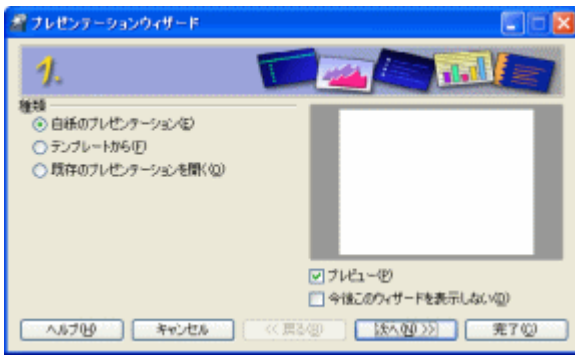 プレゼンテーションウィザード
1.
種類
白紙のプレゼンテーション(E)
テンプレートから(F)
既存のプレゼンテーションを開く(O)
プレビュー(P)
今後このウィザードを表示しない(D)
ヘルプ(H) キャンセル << 戻る(B) 次へ(N) >> 完了(C)